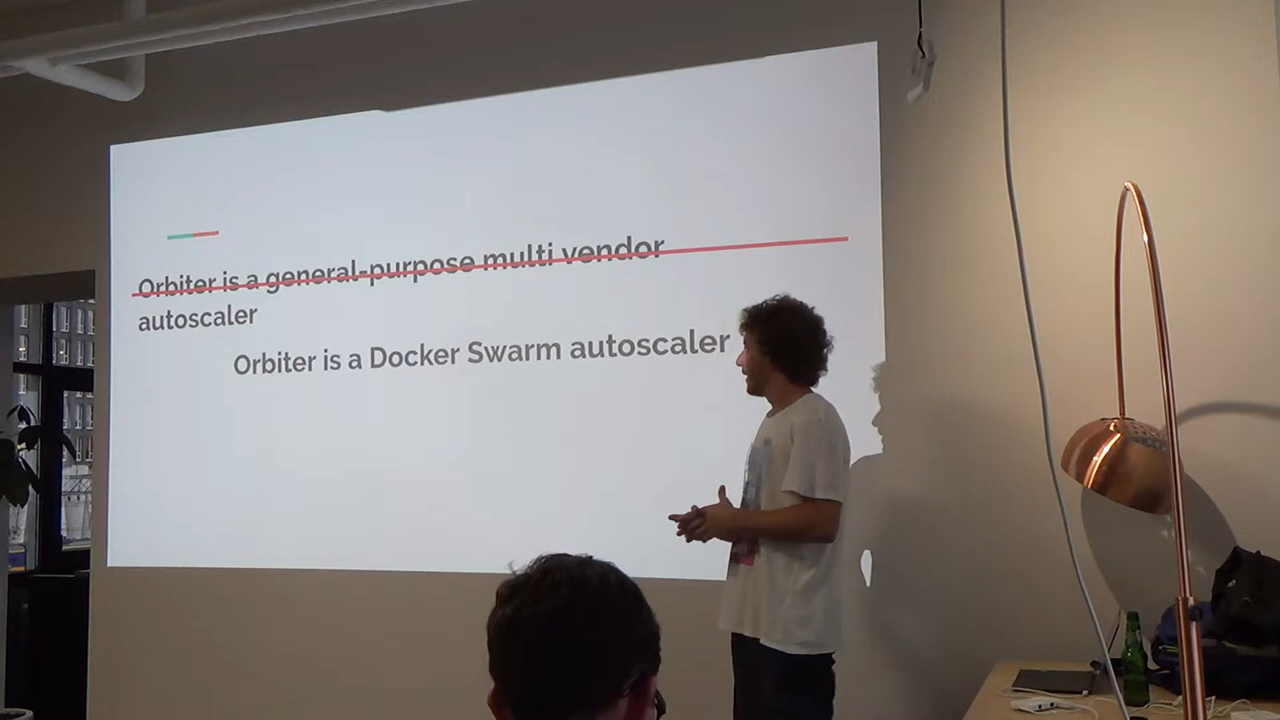 Orbiter is a general-purpose multi vendor
autoscaler
Orbiter is a Docker Swarm autoscaler